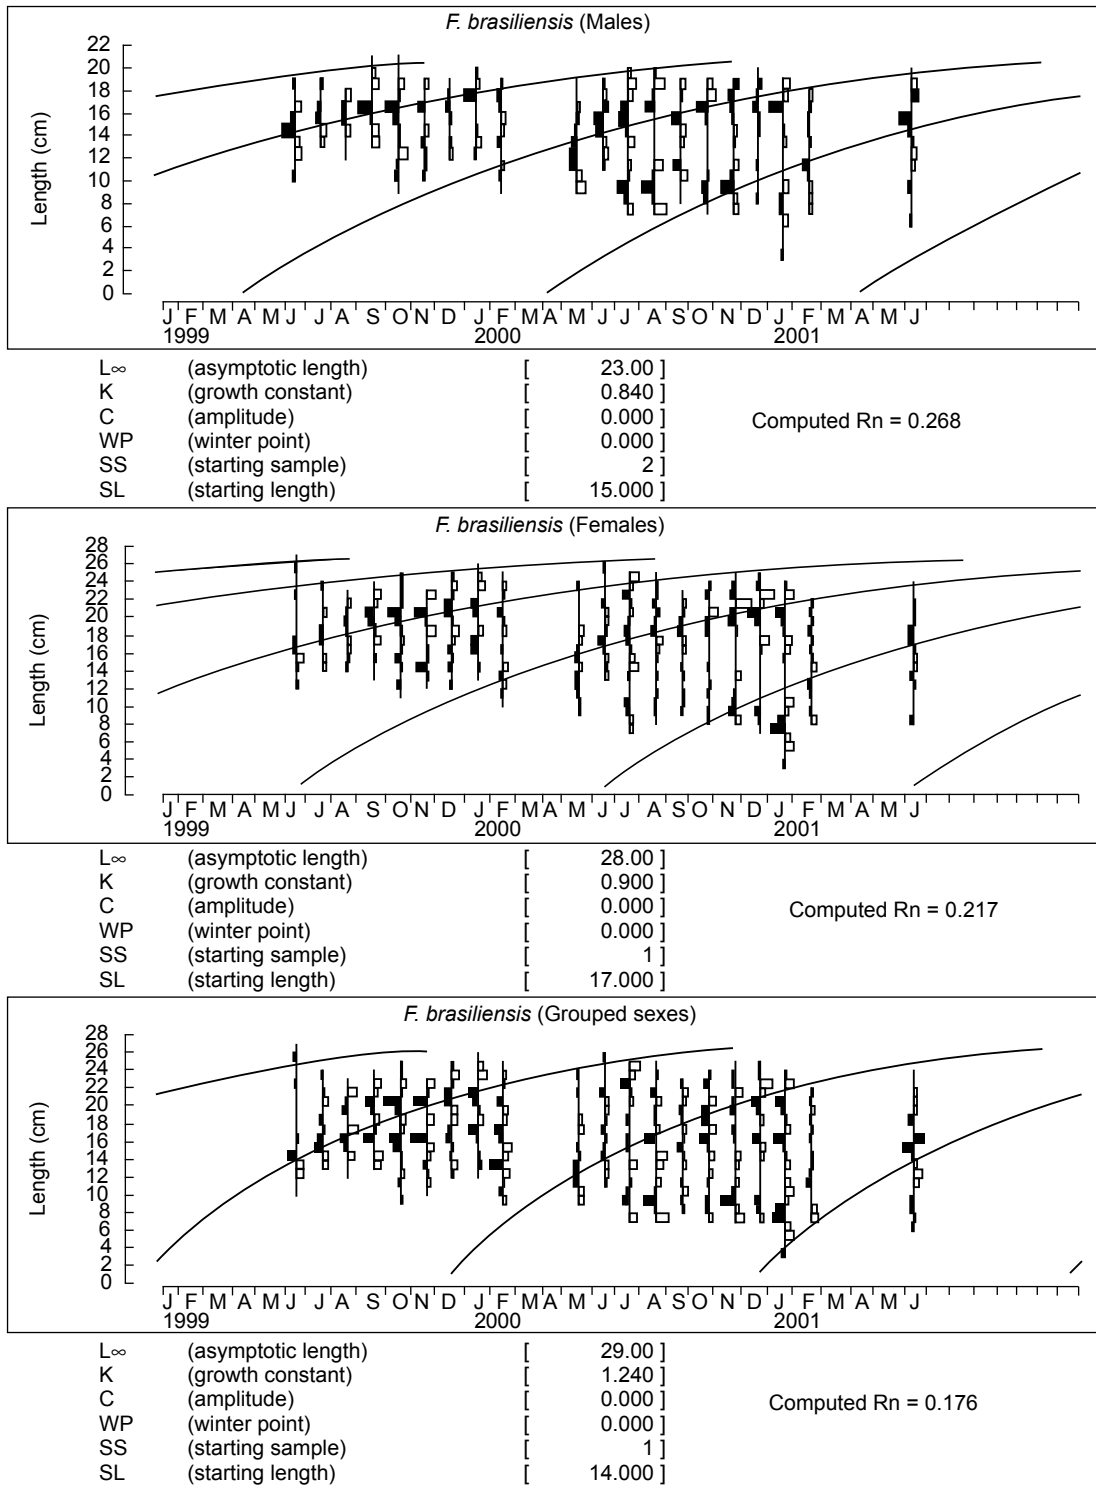 F. brasiliensis (Males)
22
20
18
16
14
12
10
8
6
4
2
0
Length (cm)
J F M A M J J A S O N D J F M A M J J A S O N D J F M A M J
1999 2000 2001
L∞ (asymptotic length) [ 23.00 ]
K (growth constant) [ 0.840 ]
C (amplitude) [ 0.000 ]
WP (winter point) [ 0.000 ]
SS (starting sample) [ 2 ]
SL (starting length) [ 15.000 ]
Computed Rn = 0.268
F. brasiliensis (Females)
28
26
24
22
20
18
16
14
12
10
8
6
4
2
0
Length (cm)
J F M A M J J A S O N D J F M A M J J A S O N D J F M A M J
1999 2000 2001
L∞ (asymptotic length) [ 28.00 ]
K (growth constant) [ 0.900 ]
C (amplitude) [ 0.000 ]
WP (winter point) [ 0.000 ]
SS (starting sample) [ 1 ]
SL (starting length) [ 17.000 ]
Computed Rn = 0.217
F. brasiliensis (Grouped sexes)
28
26
24
22
20
18
16
14
12
10
8
6
4
2
0
Length (cm)
J F M A M J J A S O N D J F M A M J J A S O N D J F M A M J
1999 2000 2001
L∞ (asymptotic length) [ 29.00 ]
K (growth constant) [ 1.240 ]
C (amplitude) [ 0.000 ]
WP (winter point) [ 0.000 ]
SS (starting sample) [ 1 ]
SL (starting length) [ 14.000 ]
Computed Rn = 0.176